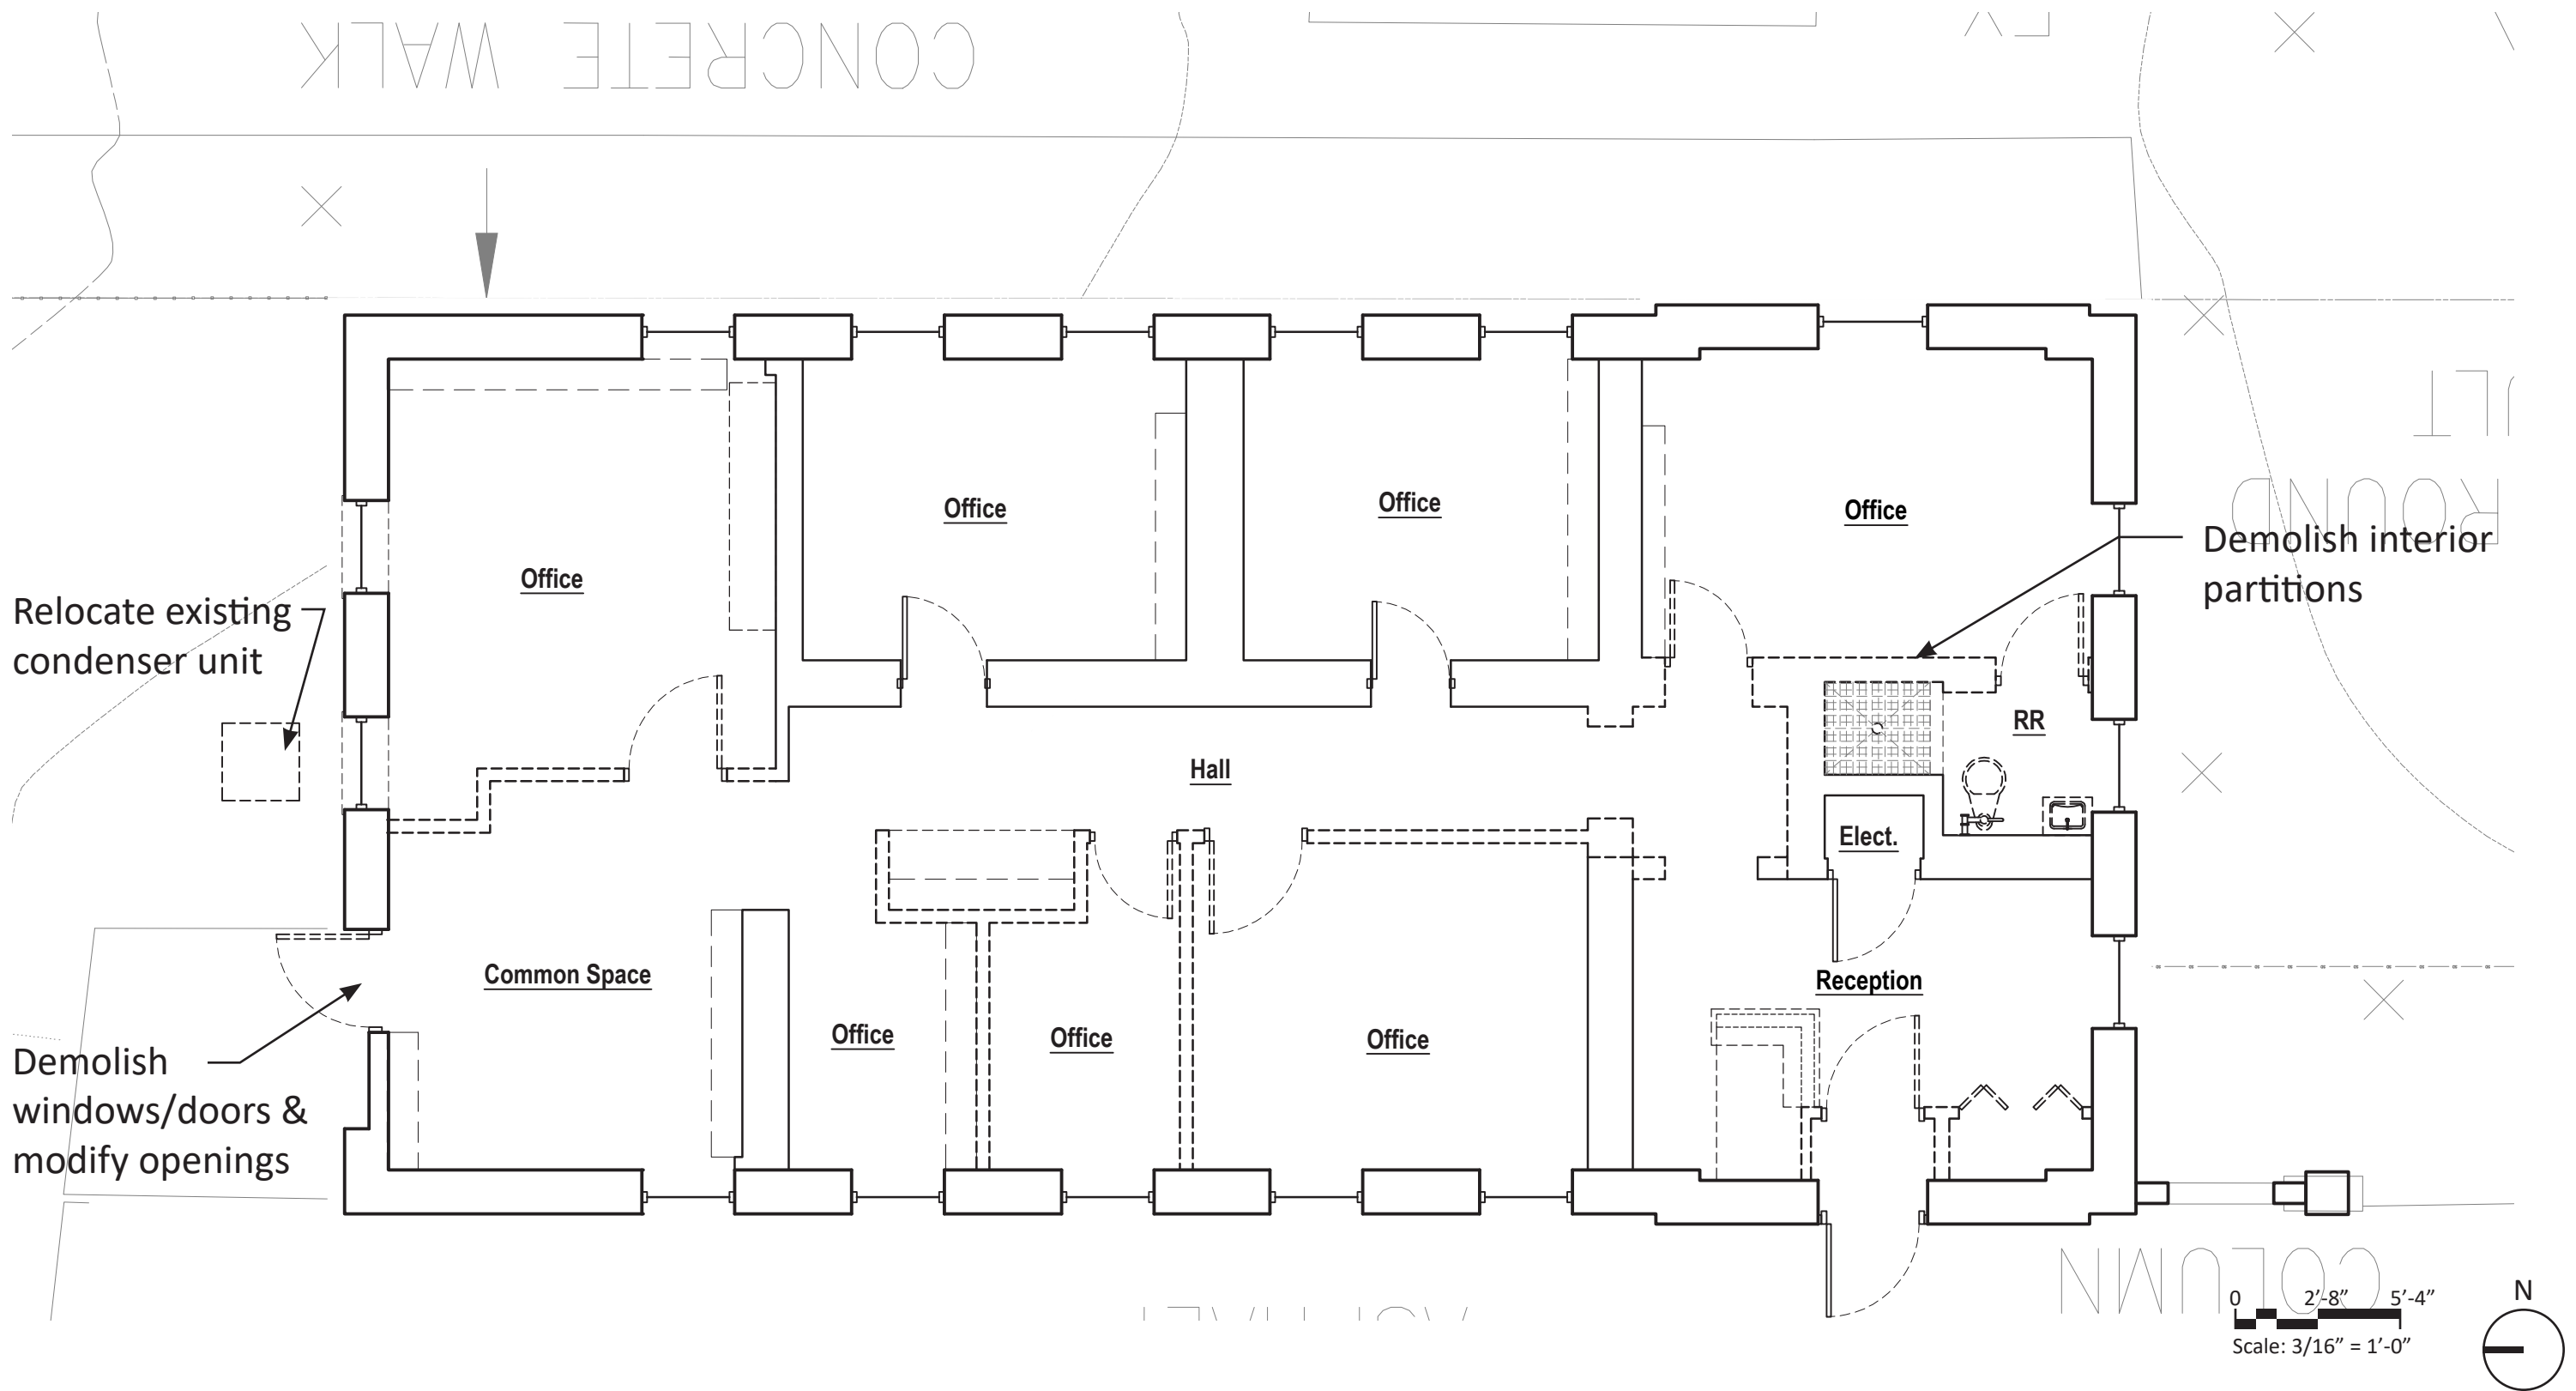 CONCRETE WALK
Office
Office
Office
Office
Demolish interior
partitions
Relocate existing
condenser unit
RR
Hall
Elect.
Common Space
Reception
Office
Office
Office
Demolish
windows/doors &
modify openings
COLUMN
N
0 2’-8” 5’-4”
Scale: 3/16” = 1’-0”